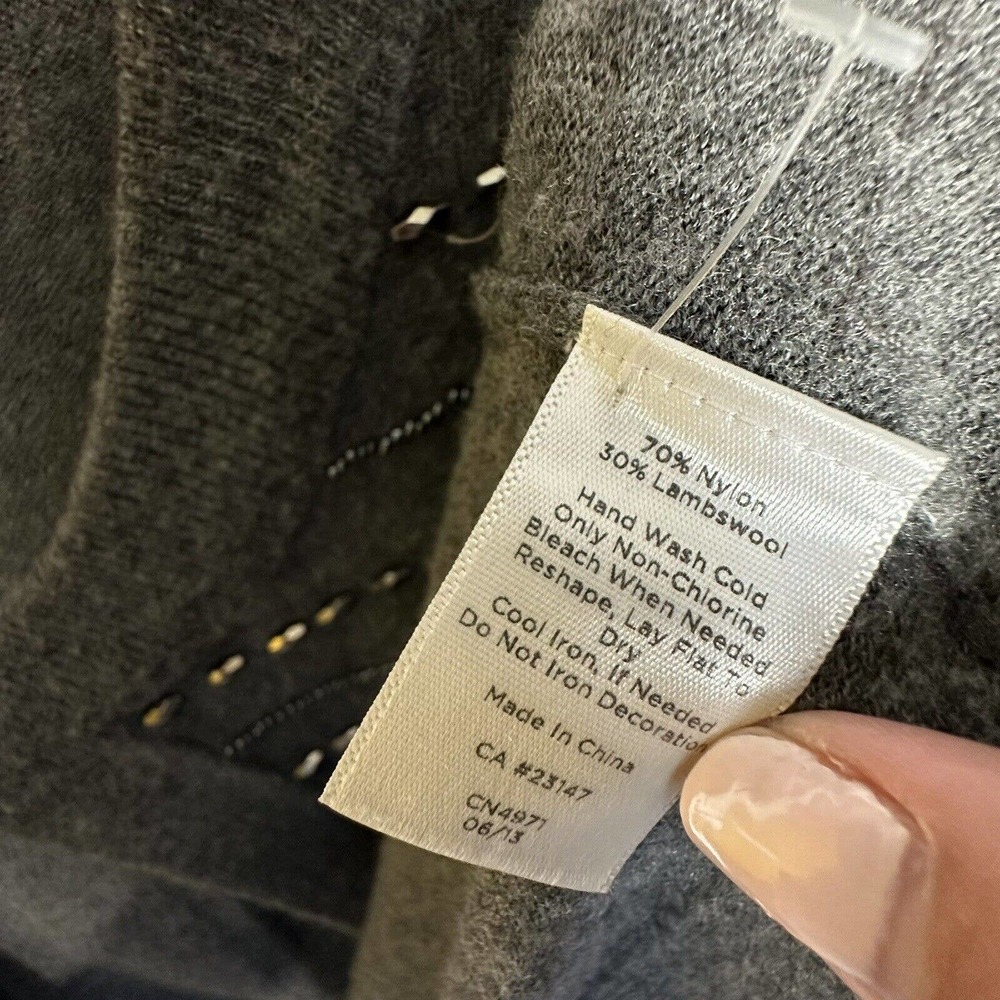 70% Nylon
30% Lambswool
Hand Wash Cold
Only Non-Chlorine
Bleach When Needed
Reshape, Lay Flat To
Dry
Cool Iron, If Needed
Do Not Iron Decoration
Made In China
CA #23147
CN4971
06/13